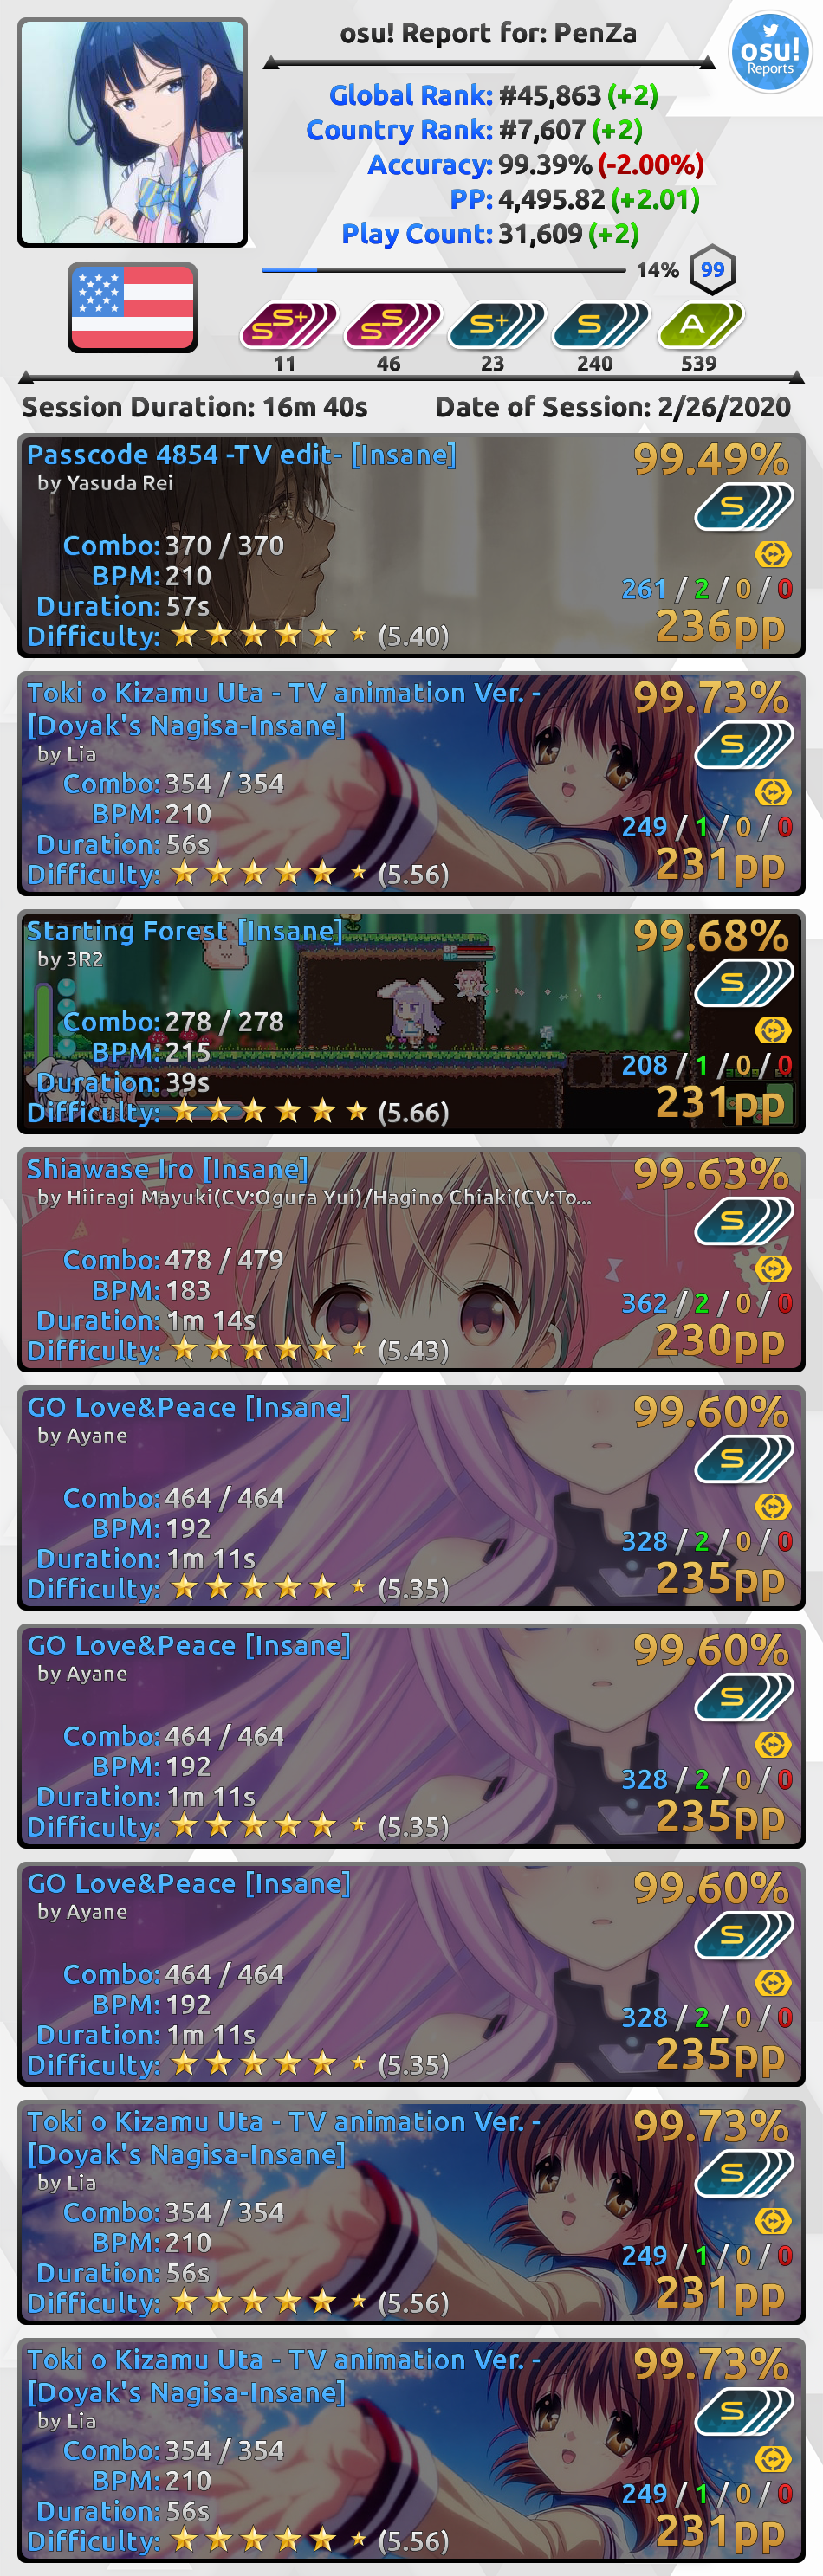 osu! Report for: PenZa
osu!
Reports
Global Rank: #45,863 (+2)
Country Rank: #7,607 (+2)
Accuracy: 99.39% (-2.00%)
PP: 4,495.82 (+2.01)
Play Count: 31,609 (+2)
14% 99
SS+ SS S+ S A
11 46 23 240 539
Session Duration: 16m 40s Date of Session: 2/26/2020
Passcode 4854 -TV edit- [Insane] 99.49%
by Yasuda Rei
S
Combo: 370 / 370
BPM: 210
Duration: 57s 261 / 2 / 0 / 0
Difficulty: (5.40) 236pp
Toki o Kizamu Uta - TV animation Ver. - 99.73%
[Doyak's Nagisa-Insane]
by Lia S
Combo: 354 / 354
BPM: 210
Duration: 56s 249 / 1 / 0 / 0
Difficulty: (5.56) 231pp
Starting Forest [Insane] 99.68%
by 3R2
BP
MP
S
Combo: 278 / 278
BPM: 215
Duration: 39s 208 / 1 / 0 / 0
Difficulty: (5.66) 231pp
Shiawase Iro [Insane] 99.63%
by Hiiragi Mayuki(CV:Ogura Yui)/Hagino Chiaki(CV:To...
S
Combo: 478 / 479
BPM: 183
Duration: 1m 14s 362 / 2 / 0 / 0
Difficulty: (5.43) 230pp
GO Love&Peace [Insane] 99.60%
by Ayane
S
Combo: 464 / 464
BPM: 192
Duration: 1m 11s 328 / 2 / 0 / 0
Difficulty: (5.35) 235pp
GO Love&Peace [Insane] 99.60%
by Ayane
S
Combo: 464 / 464
BPM: 192
Duration: 1m 11s 328 / 2 / 0 / 0
Difficulty: (5.35) 235pp
GO Love&Peace [Insane] 99.60%
by Ayane
S
Combo: 464 / 464
BPM: 192
Duration: 1m 11s 328 / 2 / 0 / 0
Difficulty: (5.35) 235pp
Toki o Kizamu Uta - TV animation Ver. - 99.73%
[Doyak's Nagisa-Insane]
by Lia S
Combo: 354 / 354
BPM: 210
Duration: 56s 249 / 1 / 0 / 0
Difficulty: (5.56) 231pp
Toki o Kizamu Uta - TV animation Ver. - 99.73%
[Doyak's Nagisa-Insane]
by Lia S
Combo: 354 / 354
BPM: 210
Duration: 56s 249 / 1 / 0 / 0
Difficulty: (5.56) 231pp